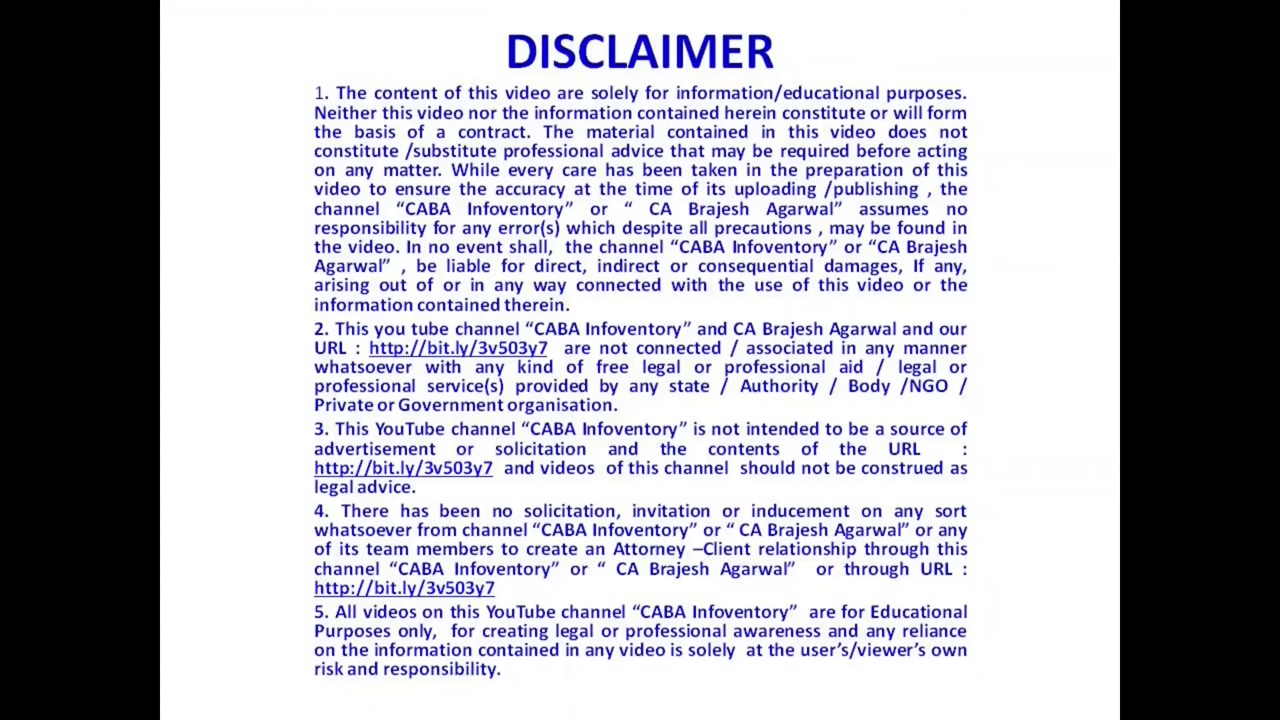 DISCLAIMER
1. The content of this video are solely for information/educational purposes.
Neither this video nor the information contained herein constitute or will form
the basis of a contract. The material contained in this video does not
constitute /substitute professional advice that may be required before acting
on any matter. While every care has been taken in the preparation of this
video to ensure the accuracy at the time of its uploading /publishing , the
channel “CABA Infoventory” or “ CA Brajesh Agarwal” assumes no
responsibility for any error(s) which despite all precautions , may be found in
the video. In no event shall, the channel “CABA Infoventory” or “CA Brajesh
Agarwal” , be liable for direct, indirect or consequential damages, If any,
arising out of or in any way connected with the use of this video or the
information contained therein.
2. This you tube channel “CABA Infoventory” and CA Brajesh Agarwal and our
URL : http://bit.ly/3v503y7 are not connected / associated in any manner
whatsoever with any kind of free legal or professional aid / legal or
professional service(s) provided by any state / Authority / Body /NGO /
Private or Government organisation.
3. This YouTube channel “CABA Infoventory” is not intended to be a source of
advertisement or solicitation and the contents of the URL :
http://bit.ly/3v503y7 and videos of this channel should not be construed as
legal advice.
4. There has been no solicitation, invitation or inducement on any sort
whatsoever from channel “CABA Infoventory” or “ CA Brajesh Agarwal” or any
of its team members to create an Attorney –Client relationship through this
channel “CABA Infoventory” or “ CA Brajesh Agarwal” or through URL :
http://bit.ly/3v503y7
5. All videos on this YouTube channel “CABA Infoventory” are for Educational
Purposes only, for creating legal or professional awareness and any reliance
on the information contained in any video is solely at the user’s/viewer’s own
risk and responsibility.